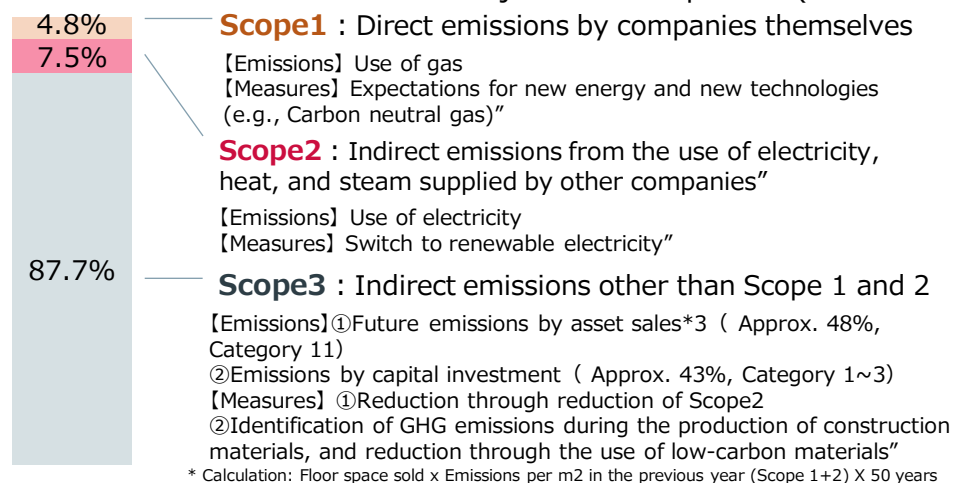 4.8%
Scope1 : Direct emissions by companies themselves
7.5%
【Emissions】 Use of gas
【Measures】 Expectations for new energy and new technologies
(e.g., Carbon neutral gas)”
Scope2 : Indirect emissions from the use of electricity,
heat, and steam supplied by other companies”
【Emissions】 Use of electricity
【Measures】 Switch to renewable electricity”
87.7%
Scope3 : Indirect emissions other than Scope 1 and 2
【Emissions】①Future emissions by asset sales*3 ( Approx. 48%,
Category 11)
②Emissions by capital investment ( Approx. 43%, Category 1~3)
【Measures】 ①Reduction through reduction of Scope2
②Identification of GHG emissions during the production of construction
materials, and reduction through the use of low-carbon materials”
* Calculation: Floor space sold x Emissions per m2 in the previous year (Scope 1+2) X 50 years